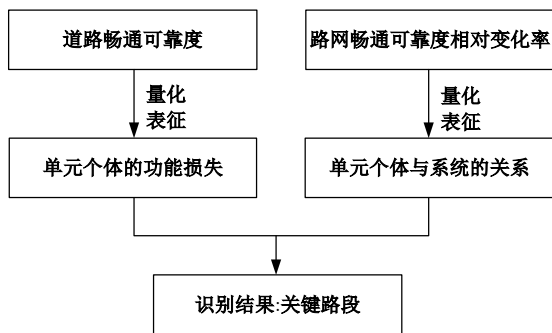 道路畅通可靠度
路网畅通可靠度相对变化率
量化
表征
量化
表征
单元个体的功能损失
单元个体与系统的关系
识别结果:关键路段